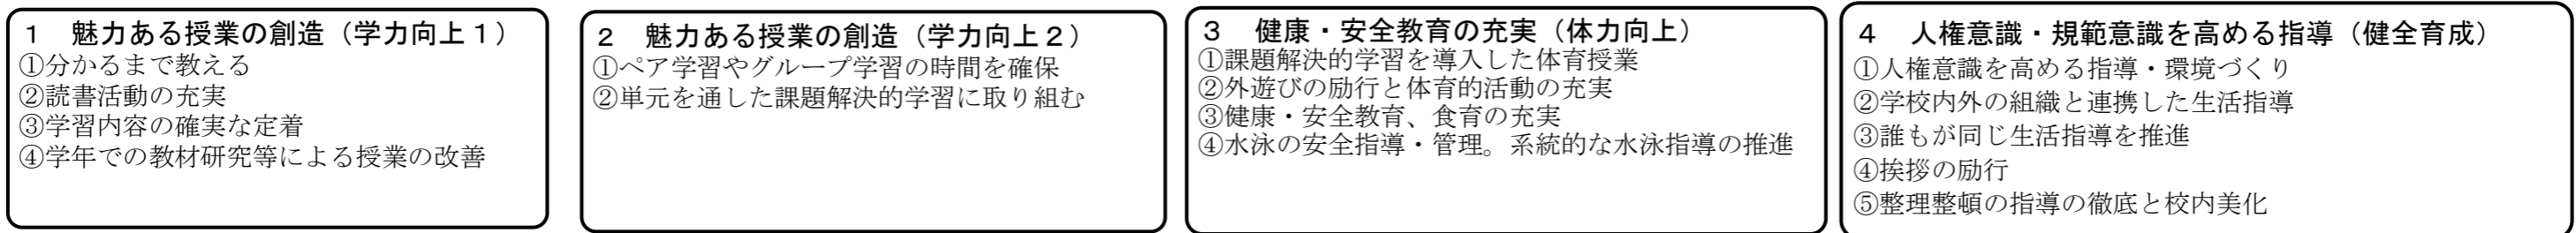 1　魅力ある授業の創造（学力向上１）
①分かるまで教える
②読書活動の充実
③学習内容の確実な定着
④学年での教材研究等による授業の改善
2　魅力ある授業の創造（学力向上２）
①ペア学習やグループ学習の時間を確保
②単元を通した課題解決的学習に取り組む
3　健康・安全教育の充実（体力向上）
①課題解決的学習を導入した体育授業
②外遊びの励行と体育的活動の充実
③健康・安全教育、食育の充実
④水泳の安全指導・管理。系統的な水泳指導の推進
4　人権意識・規範意識を高める指導（健全育成）
①人権意識を高める指導・環境づくり
②学校内外の組織と連携した生活指導
③誰もが同じ生活指導を推進
④挨拶の励行
⑤整理整頓の指導の徹底と校内美化